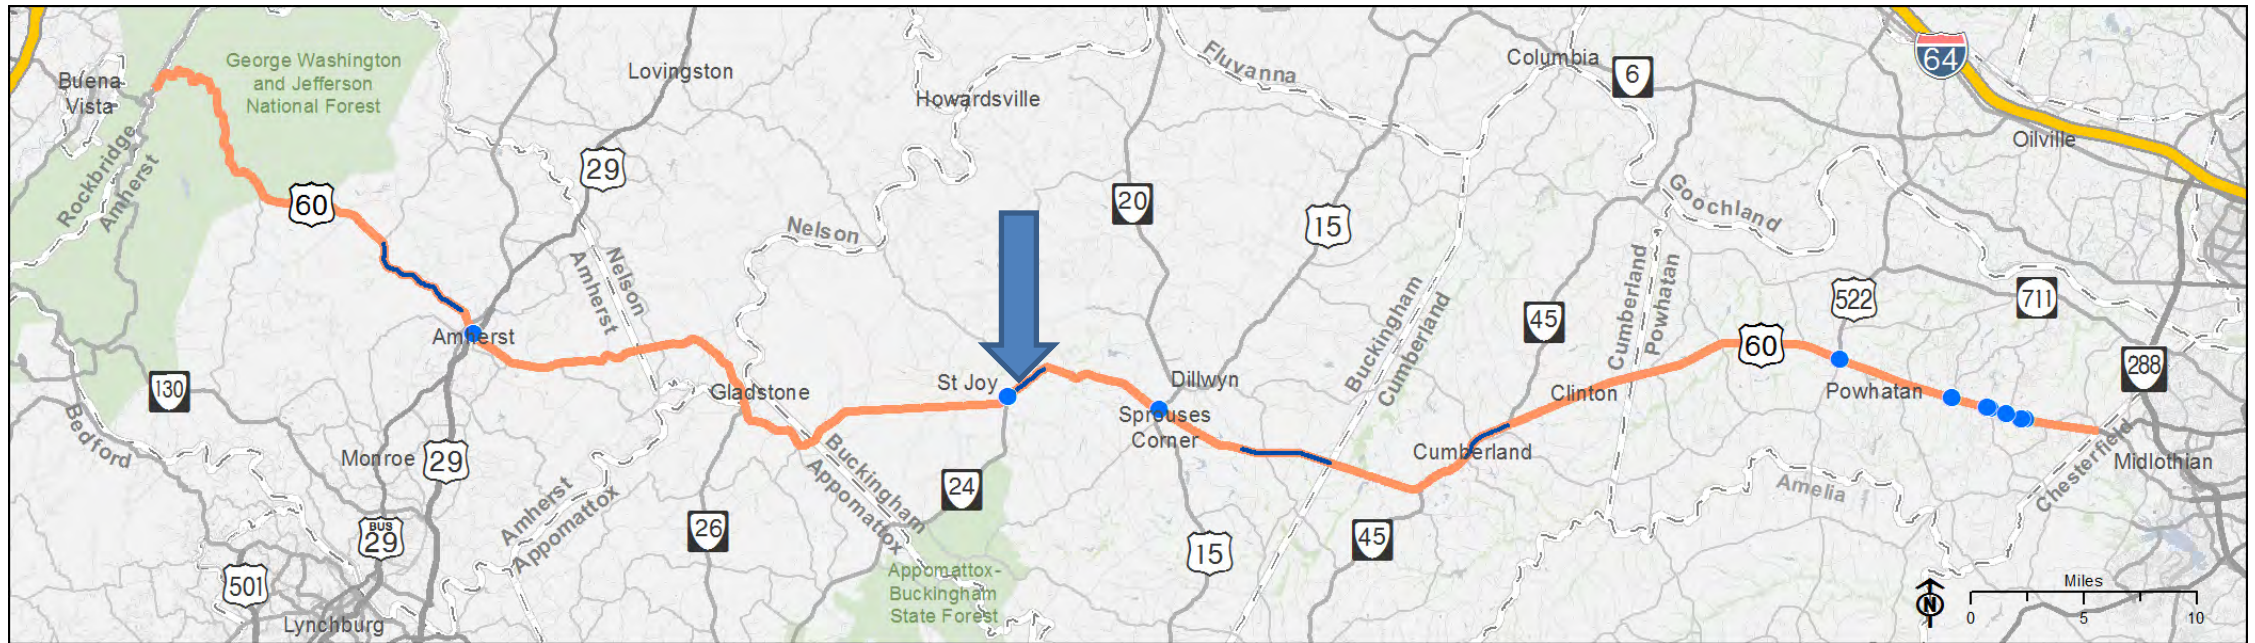 George Washington
and Jefferson
National Forest
Buena
Vista
Lovingston
Howardsville
Fluvanna
Columbia
6
64
Oilville
Rockbridge
Amherst
60
29
Nelson
20
15
Goochland
Nelson
Amherst
Buckingham
Cumberland
Cumberland
Powhatan
45
522
711
288
Amherst
130
Gladstone
St Joy
Dillwyn
Sprouses
Corner
Clinton
60
Powhatan
Bedford
Monroe
29
Buckingham
Appomattox
Cumberland
Midlothian
Chesterfield
Amelia
24
26
Amherst
Appomattox
BUS
29
15
45
501
Lynchburg
Appomattox-
Buckingham
State Forest
N
Miles
0 5 10